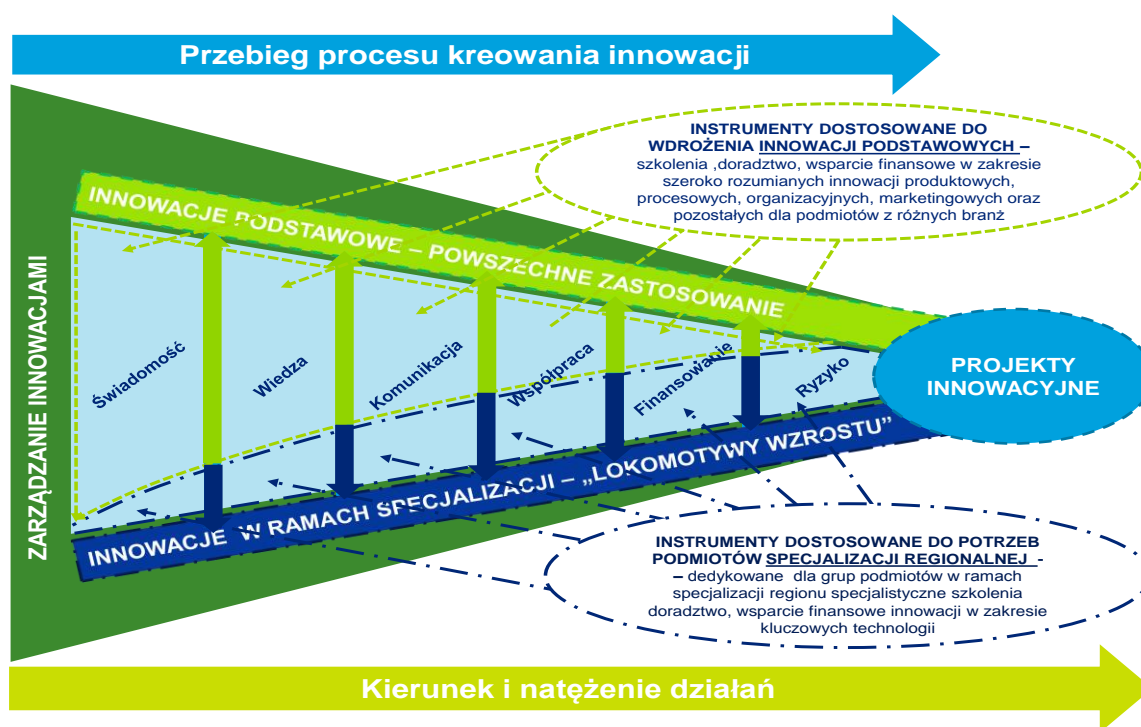 Przebieg procesu kreowania innowacji
INSTRUMENTY DOSTOSOWANE DO
WDROŻENIA INNOWACJI PODSTAWOWYCH –
szkolenia ,doradztwo, wsparcie finansowe w zakresie
szeroko rozumianych innowacji produktowych,
procesowych, organizacyjnych, marketingowych oraz
pozostałych dla podmiotów z różnych branż
INNOWACJE PODSTAWOWE – POWSZECHNE ZASTOSOWANIE
ZARZĄDZANIE INNOWACJAMI
Świadomość
Wiedza
Komunikacja
Współpraca
Finansowanie
Ryzyko
PROJEKTY
INNOWACYJNE
INNOWACJE W RAMACH SPECJALIZACJI – „LOKOMOTYWY WZROSTU”
INSTRUMENTY DOSTOSOWANE DO POTRZEB
PODMIOTÓW SPECJALIZACJI REGIONALNEJ -
– dedykowane dla grup podmiotów w ramach
specjalizacji regionu specjalistyczne szkolenia
doradztwo, wsparcie finansowe innowacji w zakresie
kluczowych technologii
Kierunek i natężenie działań